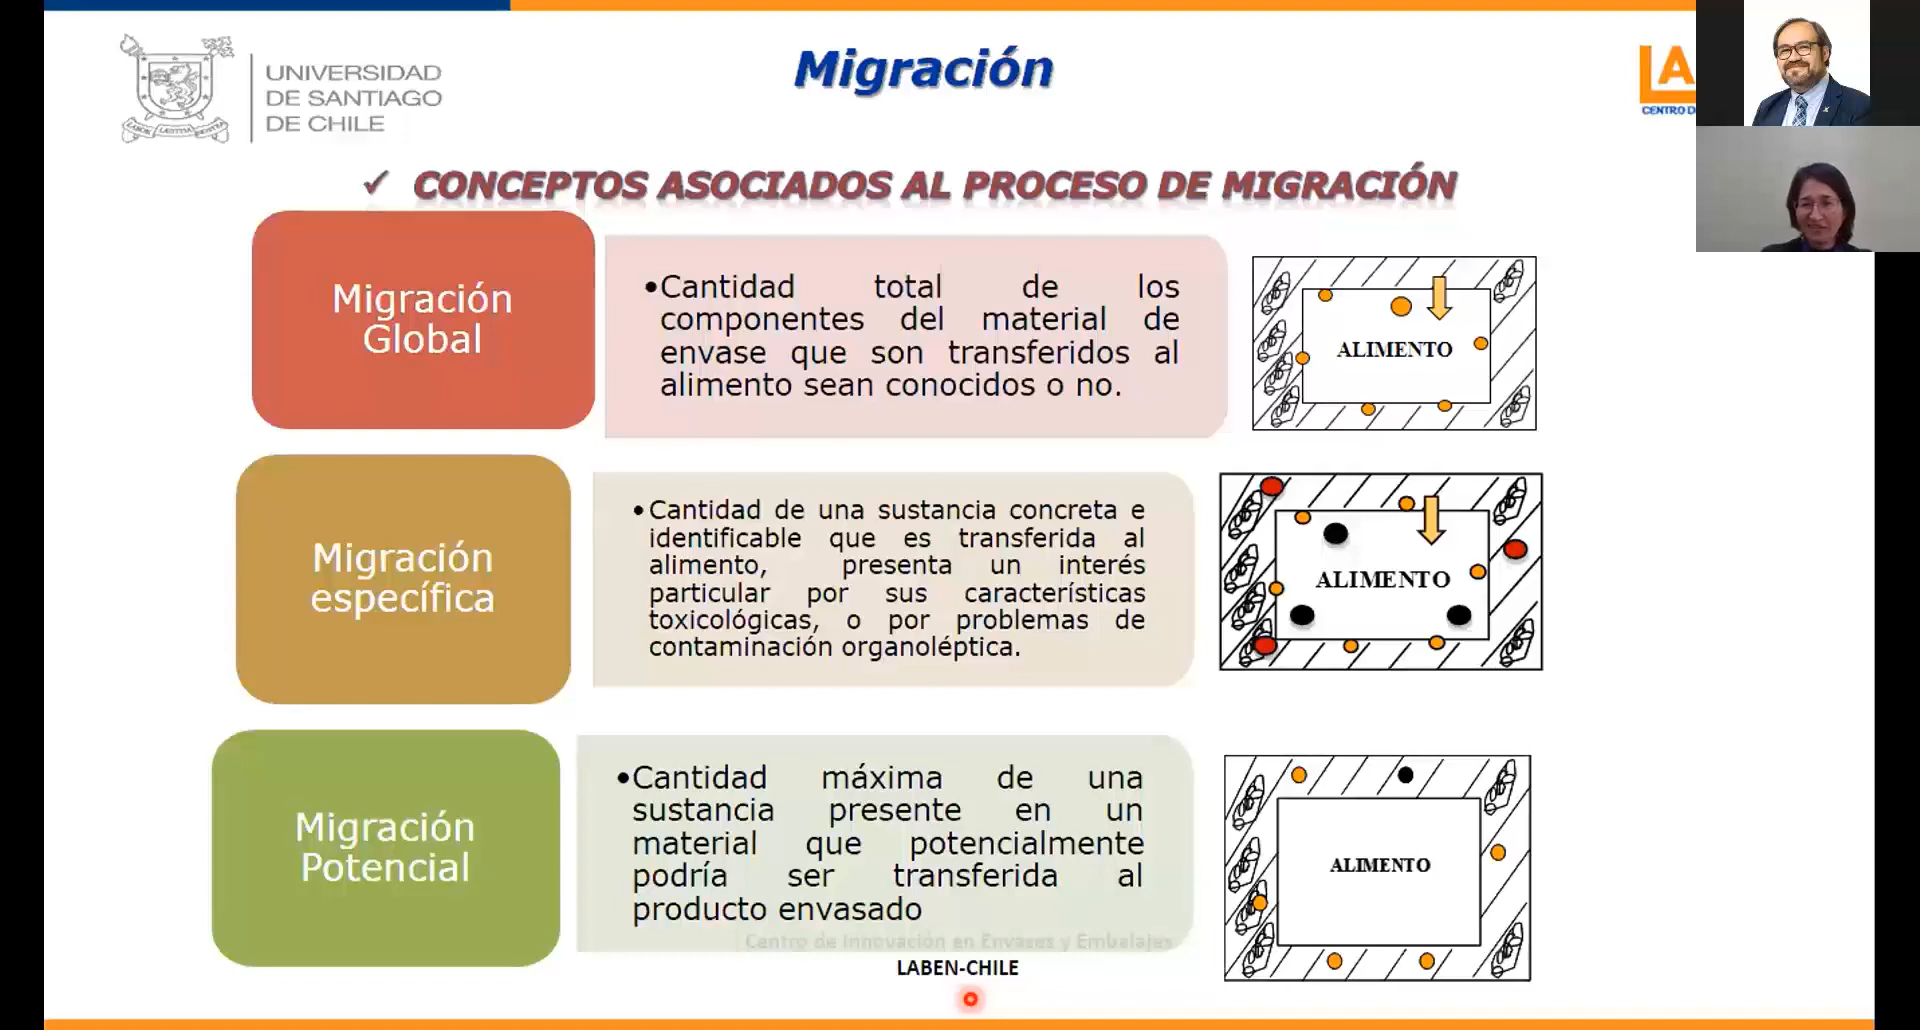 UNIVERSIDAD
DE SANTIAGO
DE CHILE
LABOR LAETITIA NOSTRA
Migración
LA
CENTRO D
✓ CONCEPTOS ASOCIADOS AL PROCESO DE MIGRACIÓN
Migración
Global
•Cantidad total de los
componentes del material de
envase que son transferidos al
alimento sean conocidos o no.
ALIMENTO
Migración
específica
•Cantidad de una sustancia concreta e
identificable que es transferida al
alimento, presenta un interés
particular por sus características
toxicológicas, o por problemas de
contaminación organoléptica.
ALIMENTO
Migración
Potencial
•Cantidad máxima de una
sustancia presente en un
material que potencialmente
podría ser transferida al
producto envasado
ALIMENTO
Centro de Innovación en Envases y Embalajes
LABEN-CHILE